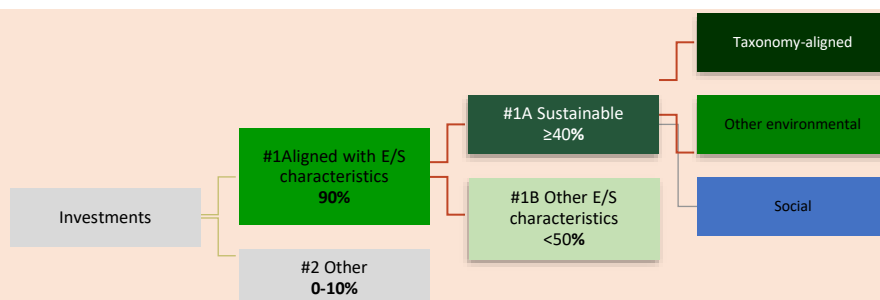 Investments
#1Aligned with E/S
characteristics
90%
#2 Other
0-10%
#1A Sustainable
≥40%
#1B Other E/S
characteristics
<50%
Taxonomy-aligned
Other environmental
Social